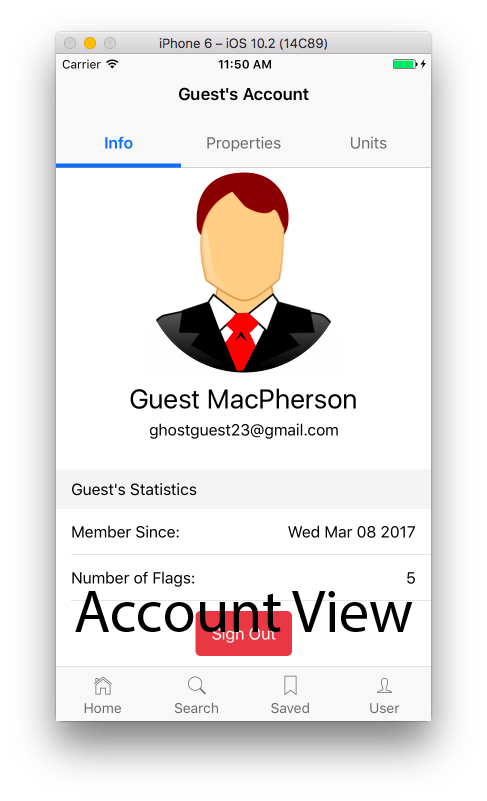 iPhone 6 – iOS 10.2 (14C89)
Carrier 11:50 AM
Guest's Account
Info Properties Units
Guest MacPherson
ghostguest23@gmail.com
Guest's Statistics
Member Since: Wed Mar 08 2017
Number of Flags: 5
Account View
Sign Out
Home Search Saved User